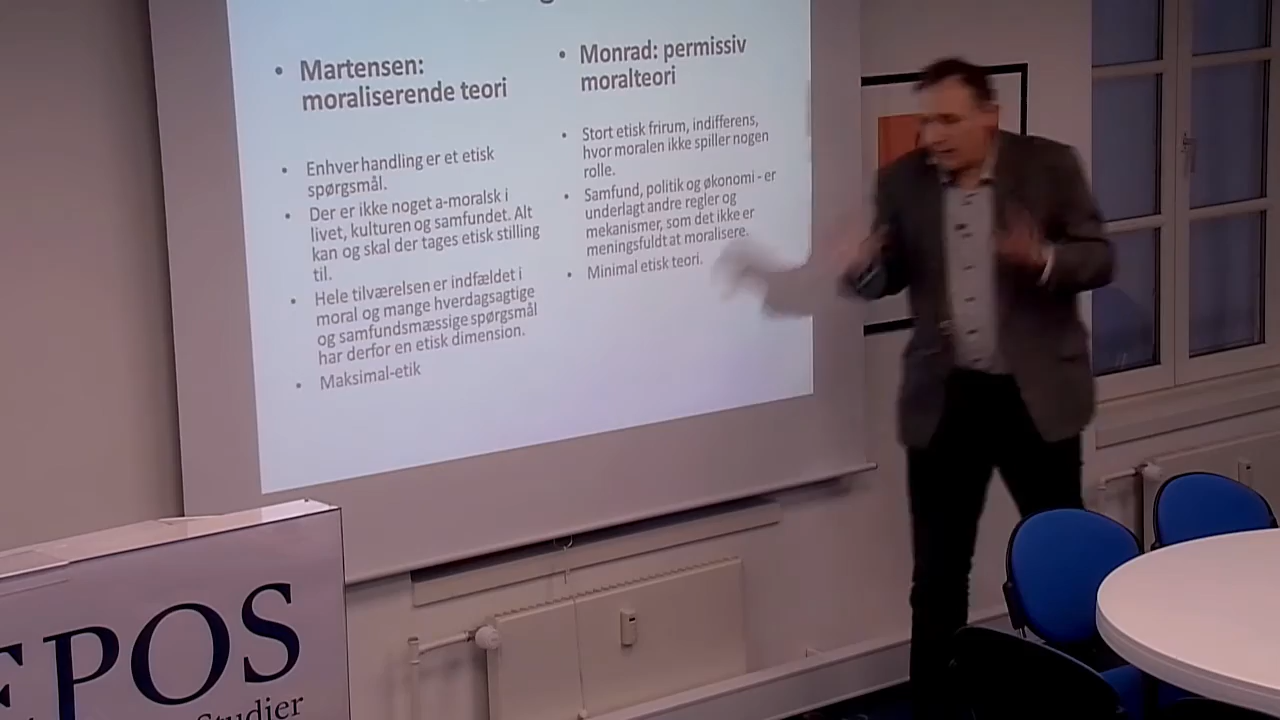 Martensen:
moraliserende teori
Enhver handling er et etisk
spørgsmål.
Der er ikke noget a-moralsk i
livet, kulturen og samfundet. Alt
kan og skal der tages etisk stilling
til.
Hele tilværelsen er indfældet i
moral og mange hverdagsagtige
og samfundsmæssige spørgsmål
har derfor en etisk dimension.
Maksimal-etik
Monrad: permissiv
moralteori
Stort etisk frirum, indifferens,
hvor moralen ikke spiller nogen
rolle.
Samfund, politik og økonomi - er
underlagt andre regler og
mekanismer, som det ikke er
meningsfuldt at moralisere.
Minimal etisk teori.
EPOS
Studier